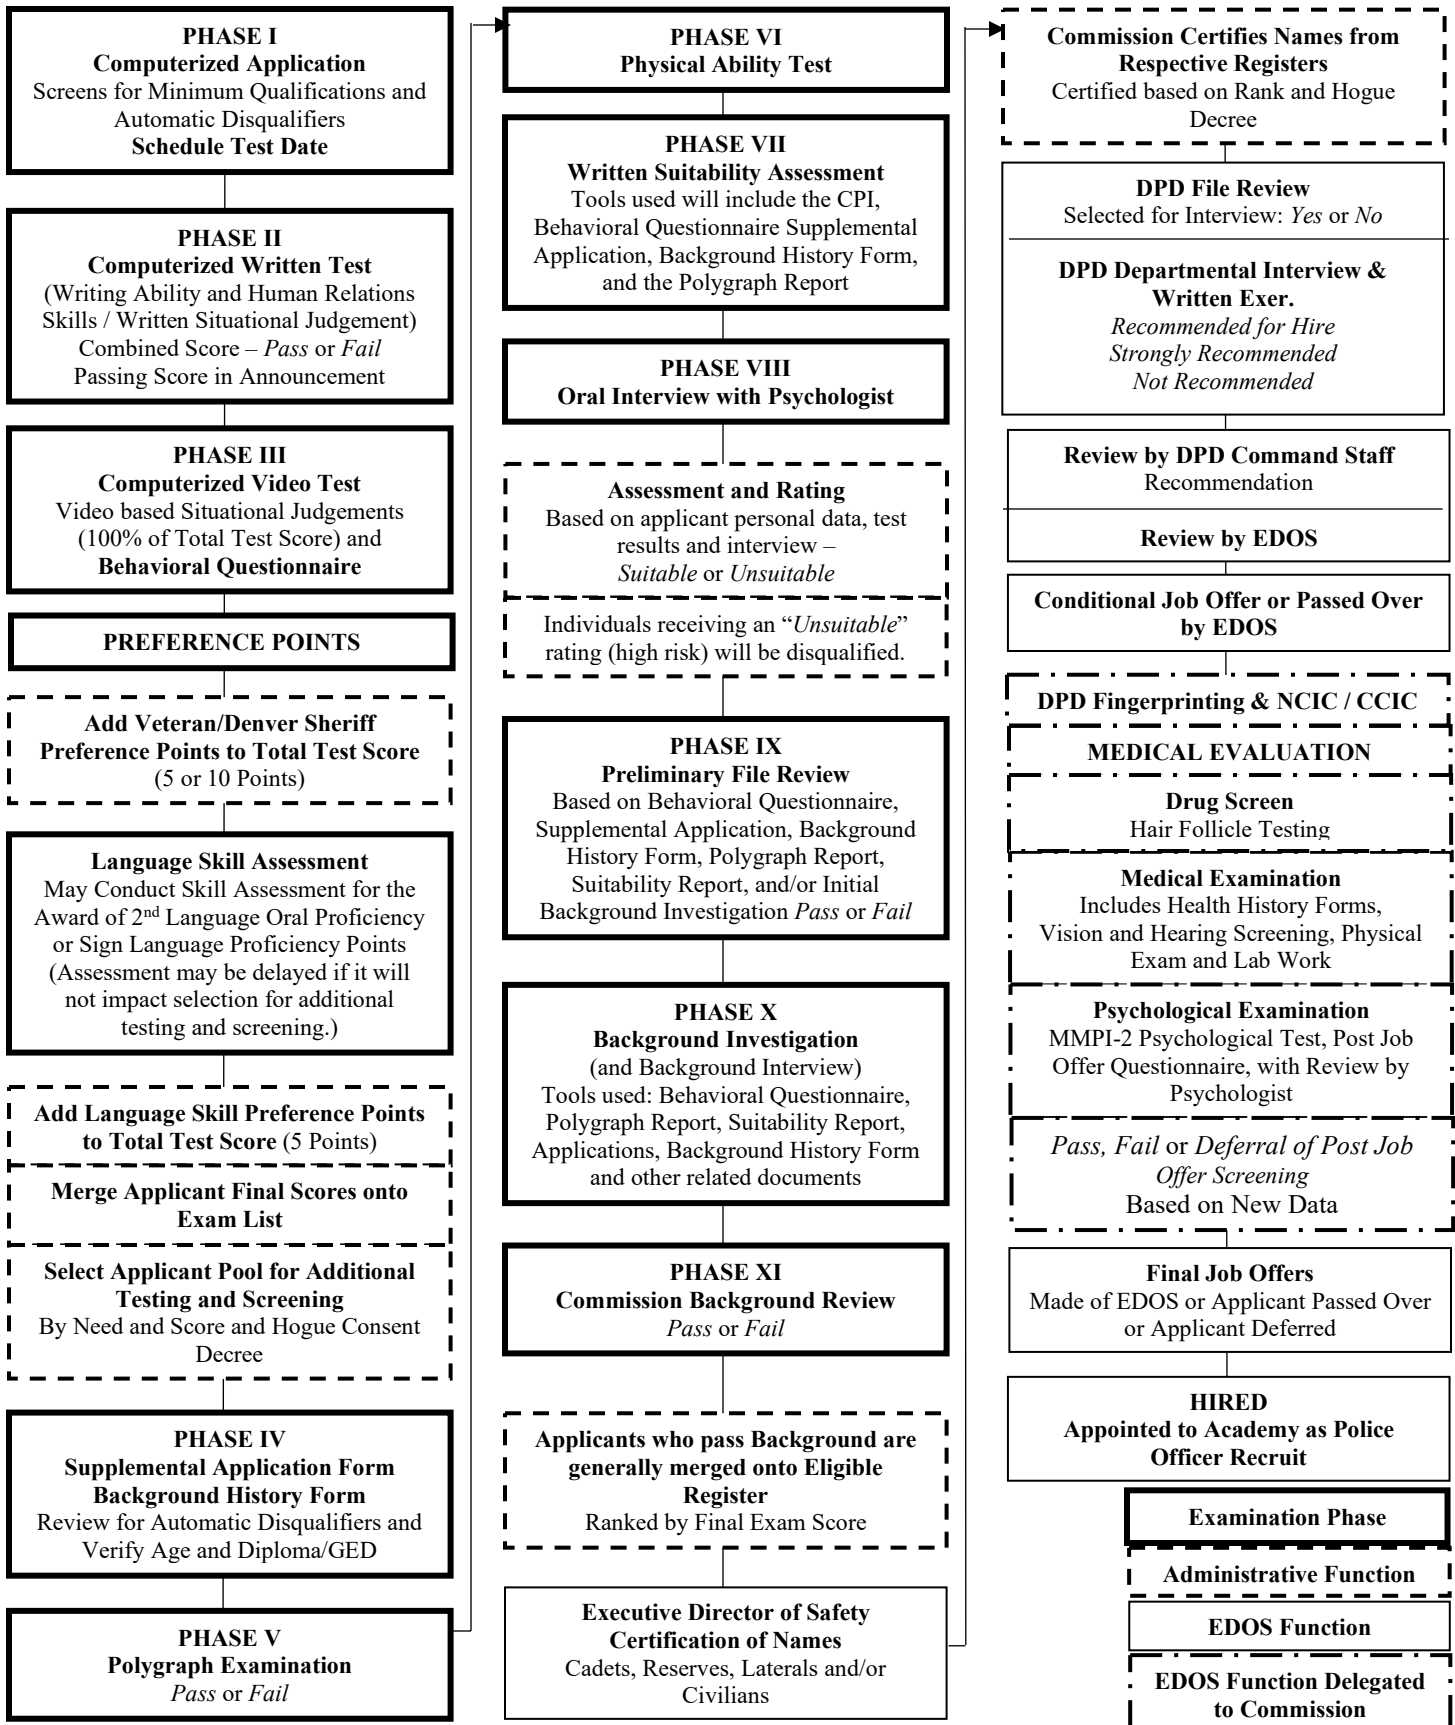 PHASE I
Computerized Application
Screens for Minimum Qualifications and
Automatic Disqualifiers
Schedule Test Date
PHASE II
Computerized Written Test
(Writing Ability and Human Relations
Skills / Written Situational Judgement)
Combined Score – Pass or Fail
Passing Score in Announcement
PHASE III
Computerized Video Test
Video based Situational Judgements
(100% of Total Test Score) and
Behavioral Questionnaire
PREFERENCE POINTS
Add Veteran/Denver Sheriff
Preference Points to Total Test Score
(5 or 10 Points)
Language Skill Assessment
May Conduct Skill Assessment for the
Award of 2nd Language Oral Proficiency
or Sign Language Proficiency Points
(Assessment may be delayed if it will
not impact selection for additional
testing and screening.)
Add Language Skill Preference Points
to Total Test Score (5 Points)
Merge Applicant Final Scores onto
Exam List
Select Applicant Pool for Additional
Testing and Screening
By Need and Score and Hogue Consent
Decree
PHASE IV
Supplemental Application Form
Background History Form
Review for Automatic Disqualifiers and
Verify Age and Diploma/GED
PHASE V
Polygraph Examination
Pass or Fail
PHASE VI
Physical Ability Test
PHASE VII
Written Suitability Assessment
Tools used will include the CPI,
Behavioral Questionnaire Supplemental
Application, Background History Form,
and the Polygraph Report
PHASE VIII
Oral Interview with Psychologist
Assessment and Rating
Based on applicant personal data, test
results and interview –
Suitable or Unsuitable
Individuals receiving an “Unsuitable”
rating (high risk) will be disqualified.
PHASE IX
Preliminary File Review
Based on Behavioral Questionnaire,
Supplemental Application, Background
History Form, Polygraph Report,
Suitability Report, and/or Initial
Background Investigation Pass or Fail
PHASE X
Background Investigation
(and Background Interview)
Tools used: Behavioral Questionnaire,
Polygraph Report, Suitability Report,
Applications, Background History Form
and other related documents
PHASE XI
Commission Background Review
Pass or Fail
Applicants who pass Background are
generally merged onto Eligible
Register
Ranked by Final Exam Score
Executive Director of Safety
Certification of Names
Cadets, Reserves, Laterals and/or
Civilians
Commission Certifies Names from
Respective Registers
Certified based on Rank and Hogue
Decree
DPD File Review
Selected for Interview: Yes or No
DPD Departmental Interview &
Written Exer.
Recommended for Hire
Strongly Recommended
Not Recommended
Review by DPD Command Staff
Recommendation
Review by EDOS
Conditional Job Offer or Passed Over
by EDOS
DPD Fingerprinting & NCIC / CCIC
MEDICAL EVALUATION
Drug Screen
Hair Follicle Testing
Medical Examination
Includes Health History Forms,
Vision and Hearing Screening, Physical
Exam and Lab Work
Psychological Examination
MMPI-2 Psychological Test, Post Job
Offer Questionnaire, with Review by
Psychologist
Pass, Fail or Deferral of Post Job
Offer Screening
Based on New Data
Final Job Offers
Made of EDOS or Applicant Passed Over
or Applicant Deferred
HIRED
Appointed to Academy as Police
Officer Recruit
Examination Phase
Administrative Function
EDOS Function
EDOS Function Delegated
to Commission